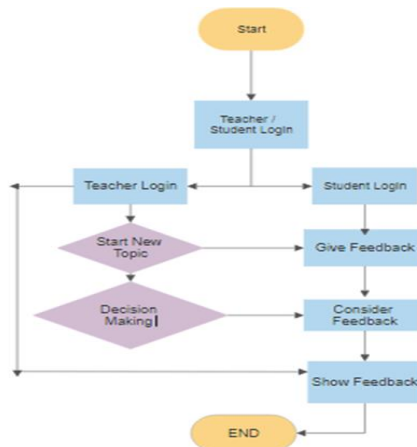 Start
Teacher /
Student LogIn
Teacher Login
Student LogIn
Start New
Topic
Give Feedback
Decision
Making
Consider
Feedback
Show Feedback
END